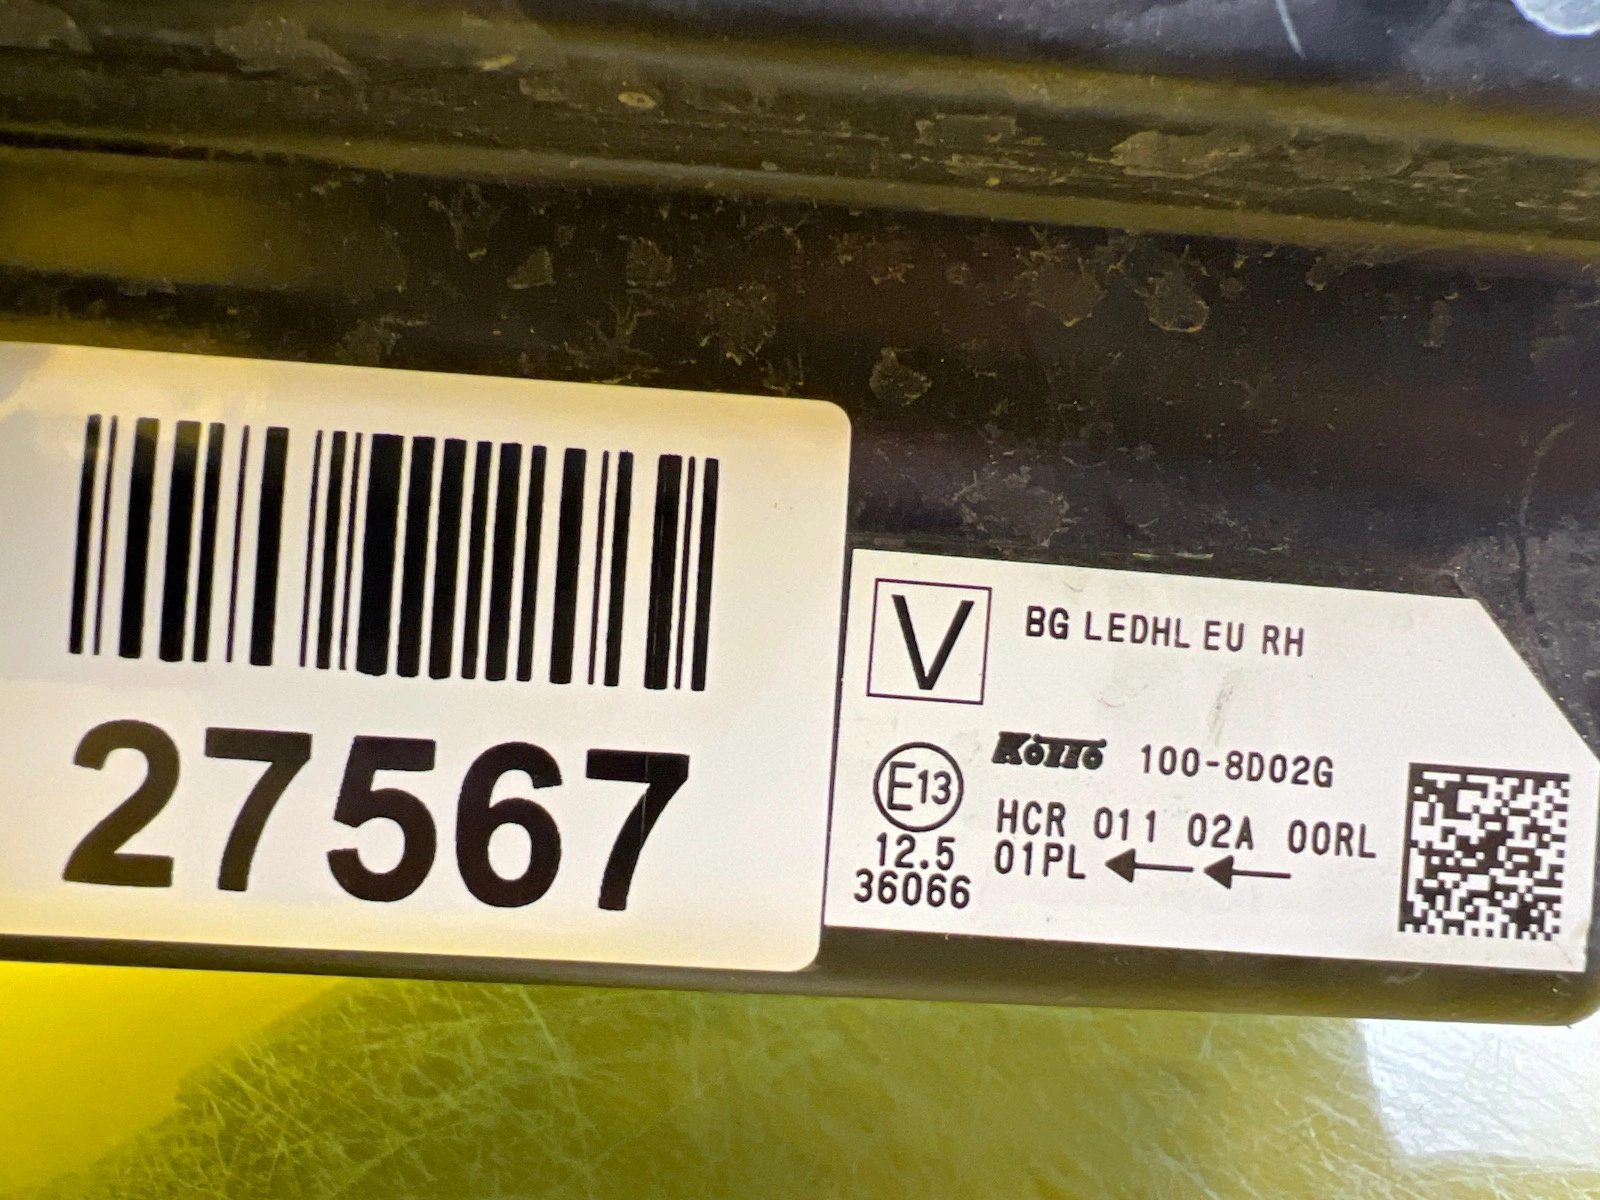 27567
V
BG LEDHL EU RH
KOITO 100-8D02G
E13
HCR 011 02A 00RL
12.5
01PL
36066